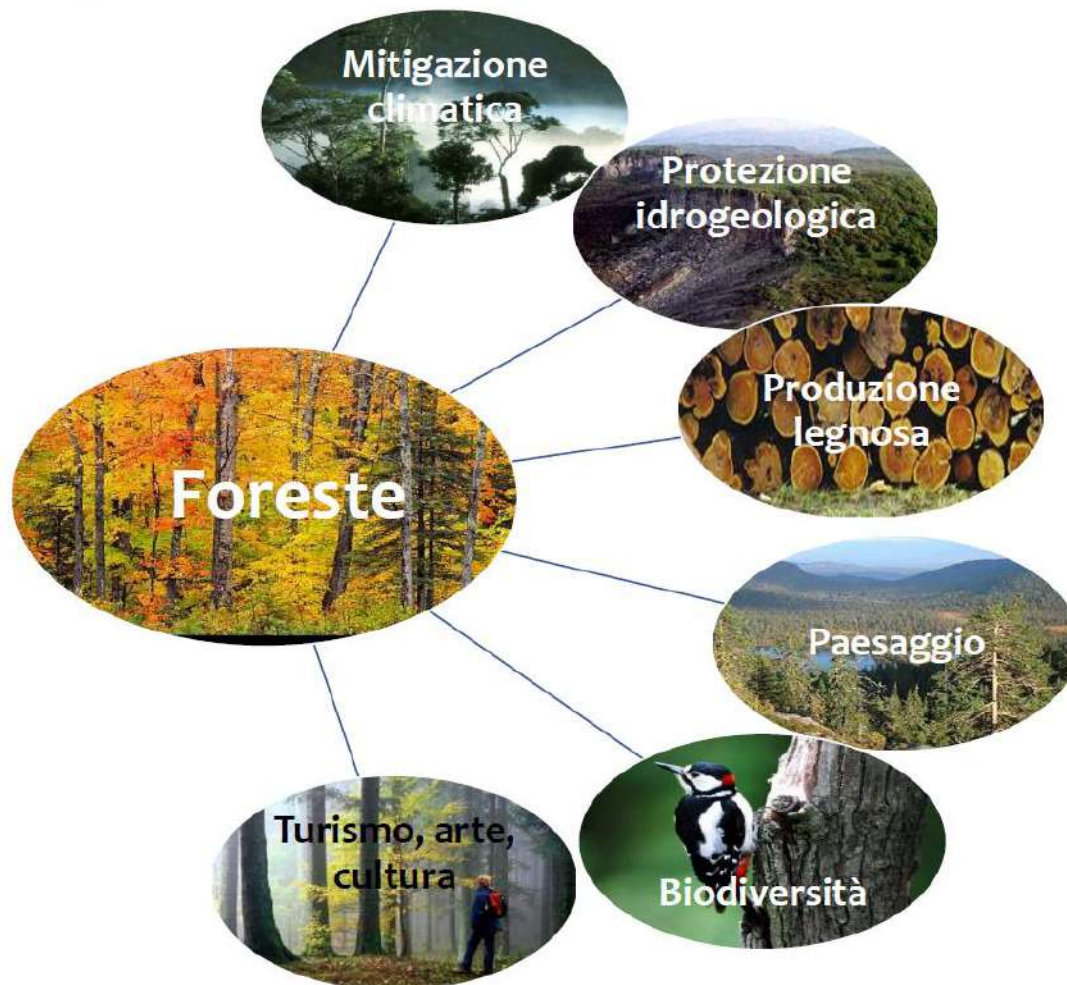 Mitigazione
climatica
Protezione
idrogeologica
Produzione
legnosa
Foreste
Paesaggio
Biodiversità
Turismo, arte,
cultura